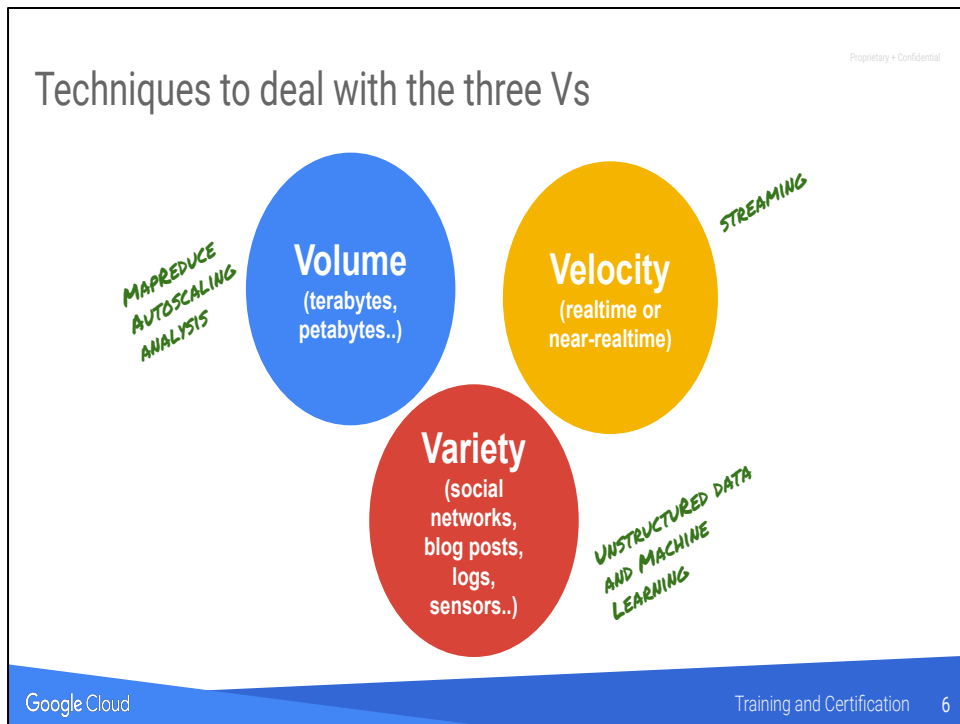 Proprietary + Confidential
Techniques to deal with the three Vs
MapReduce
Autoscaling
analysis
Volume
(terabytes,
petabytes..)
Velocity
(realtime or
near-realtime)
streaming
Variety
(social
networks,
blog posts,
logs,
sensors..)
Unstructured data
and Machine
Learning
Google Cloud
Training and Certification 6